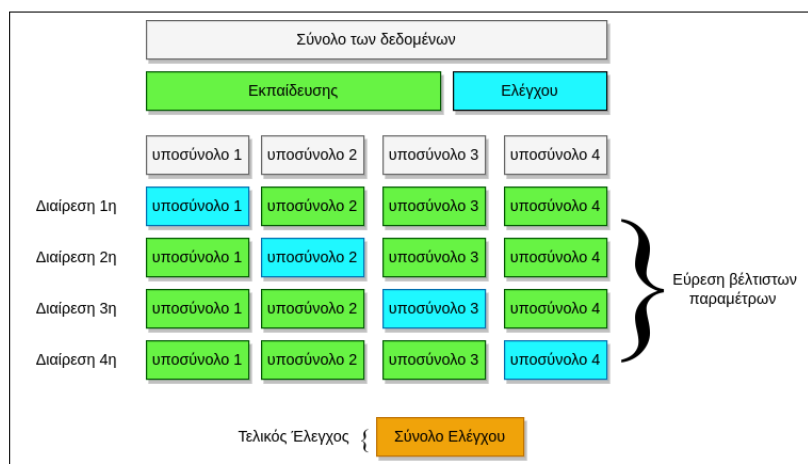 Σύνολο των δεδομένων
Εκπαίδευσης Ελέγχου
υποσύνολο 1 υποσύνολο 2 υποσύνολο 3 υποσύνολο 4
Διαίρεση 1η υποσύνολο 1 υποσύνολο 2 υποσύνολο 3 υποσύνολο 4
Διαίρεση 2η υποσύνολο 1 υποσύνολο 2 υποσύνολο 3 υποσύνολο 4
Διαίρεση 3η υποσύνολο 1 υποσύνολο 2 υποσύνολο 3 υποσύνολο 4
Διαίρεση 4η υποσύνολο 1 υποσύνολο 2 υποσύνολο 3 υποσύνολο 4
Εύρεση βέλτιστων
παραμέτρων
Τελικός Έλεγχος { Σύνολο Ελέγχου